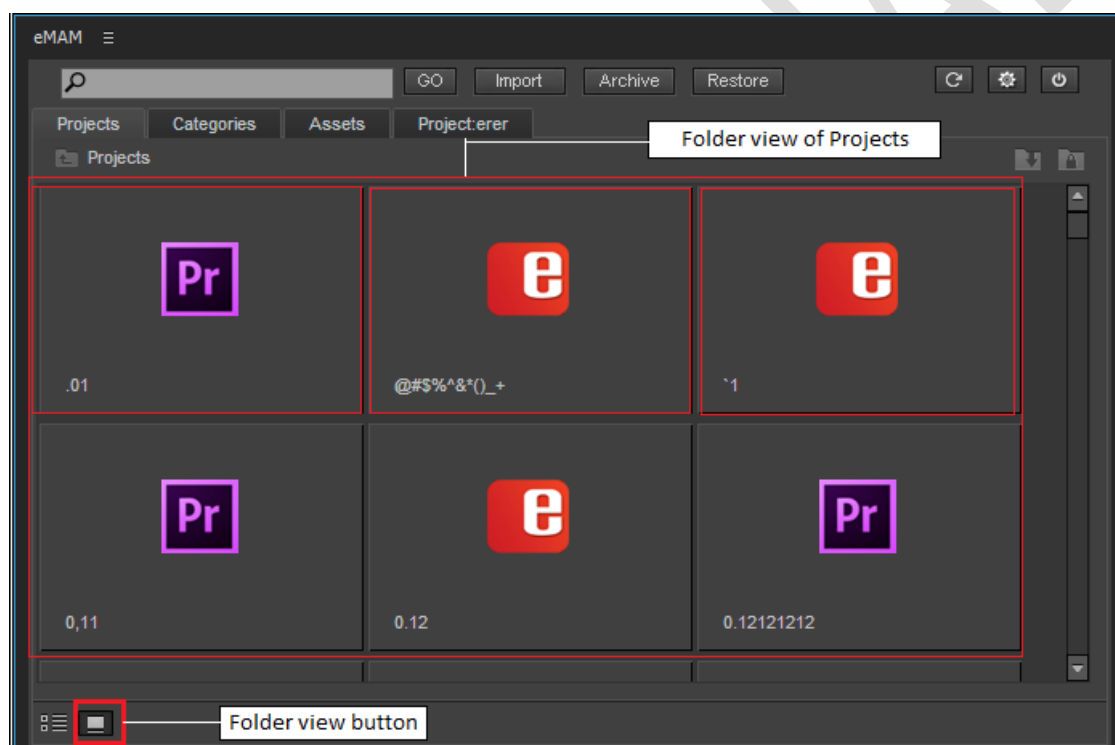 eMAM
GO Import Archive Restore
Projects Categories Assets Project:erer
Folder view of Projects
Projects
Pr e e
.01 @#$%^&*()_+ `1
Pr e Pr
0,11 0.12 0.12121212
Folder view button